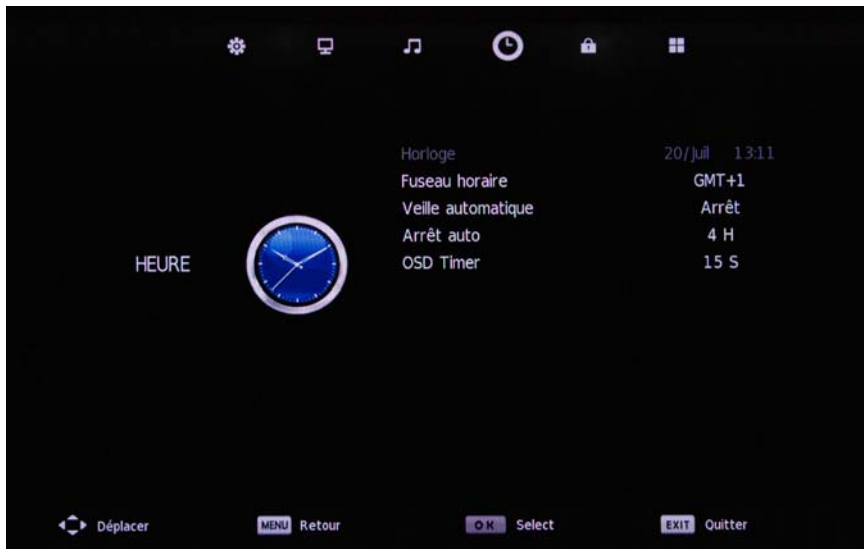 Horloge 20/Juil 13:11
Fuseau horaire GMT+1
Veille automatique Arrêt
Arrêt auto 4 H
OSD Timer 15 S
HEURE
Déplacer MENU Retour OK Select EXIT Quitter